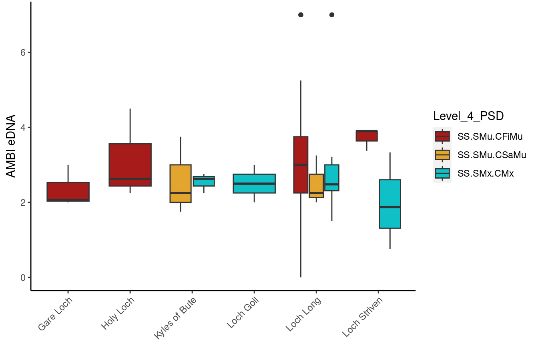 AMBI eDNA
6
4
2
0
Gare Loch
Holy Loch
Kyles of Bute
Loch Goil
Loch Long
Loch Striven
Level_4_PSD
SS.SMu.CFiMu
SS.SMu.CSaMu
SS.SMx.CMx